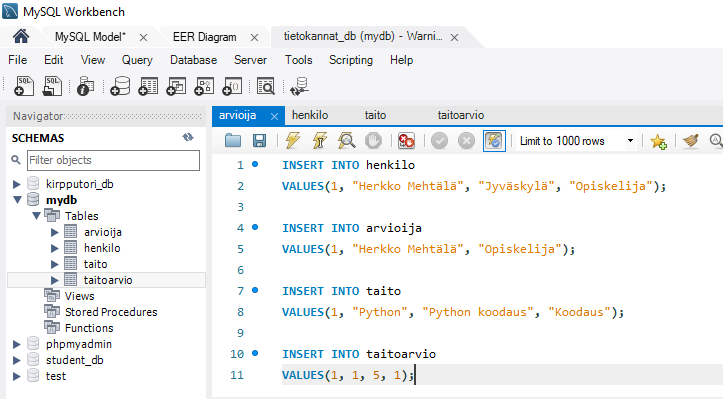 MySQL Workbench
MySQL Model* × EER Diagram × tietokannat_db (mydb) - Warni... ×
File Edit View Query Database Server Tools Scripting Help
Navigator
SCHEMAS
Filter objects
kirpputori_db
mydb
Tables
arvioija
henkilo
taito
taitoarvio
Views
Stored Procedures
Functions
phpmyadmin
student_db
test
arvioija × henkilo taito taitoarvio
Limit to 1000 rows
1 INSERT INTO henkilo
2 VALUES(1, "Herkko Mehtälä", "Jyväskylä", "Opiskelija");
3
4 INSERT INTO arvioija
5 VALUES(1, "Herkko Mehtälä", "Opiskelija");
6
7 INSERT INTO taito
8 VALUES(1, "Python", "Python koodaus", "Koodaus");
9
10 INSERT INTO taitoarvio
11 VALUES(1, 1, 5, 1);